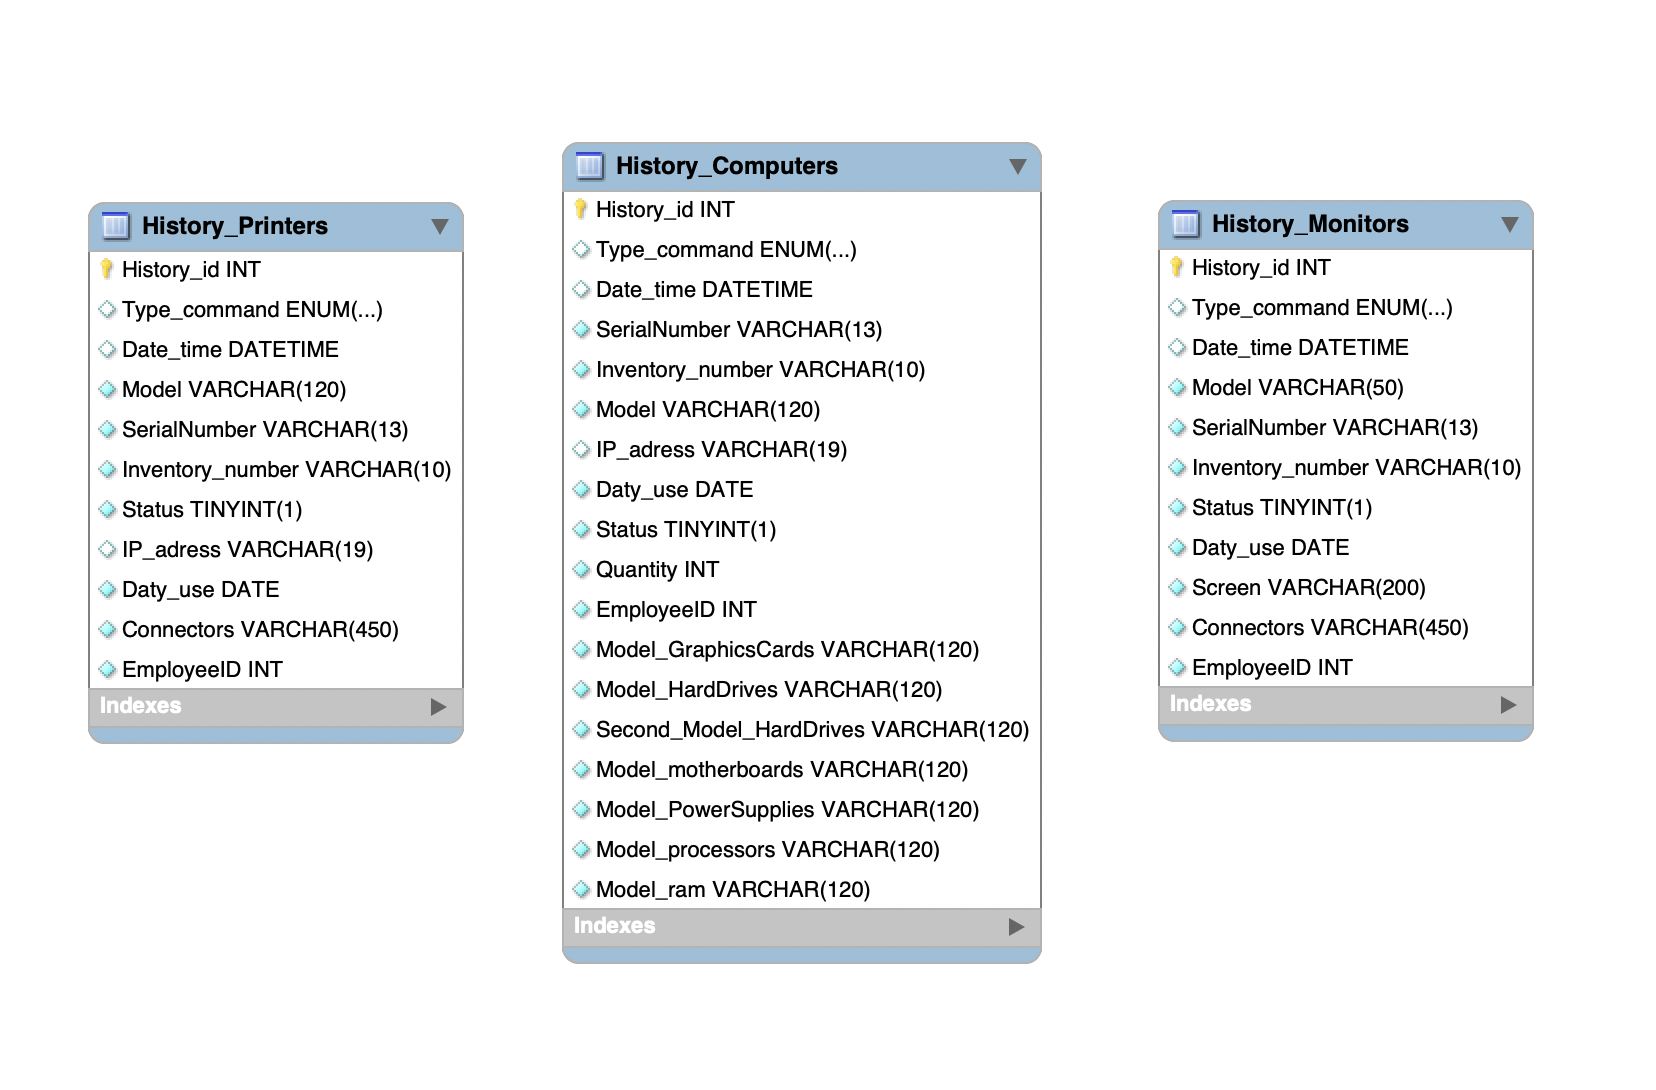 History_Printers
History_id INT
Type_command ENUM(...)
Date_time DATETIME
Model VARCHAR(120)
SerialNumber VARCHAR(13)
Inventory_number VARCHAR(10)
Status TINYINT(1)
IP_adress VARCHAR(19)
Daty_use DATE
Connectors VARCHAR(450)
EmployeeID INT
Indexes
History_Computers
History_id INT
Type_command ENUM(...)
Date_time DATETIME
SerialNumber VARCHAR(13)
Inventory_number VARCHAR(10)
Model VARCHAR(120)
IP_adress VARCHAR(19)
Daty_use DATE
Status TINYINT(1)
Quantity INT
EmployeeID INT
Model_GraphicsCards VARCHAR(120)
Model_HardDrives VARCHAR(120)
Second_Model_HardDrives VARCHAR(120)
Model_motherboards VARCHAR(120)
Model_PowerSupplies VARCHAR(120)
Model_processors VARCHAR(120)
Model_ram VARCHAR(120)
Indexes
History_Monitors
History_id INT
Type_command ENUM(...)
Date_time DATETIME
Model VARCHAR(50)
SerialNumber VARCHAR(13)
Inventory_number VARCHAR(10)
Status TINYINT(1)
Daty_use DATE
Screen VARCHAR(200)
Connectors VARCHAR(450)
EmployeeID INT
Indexes